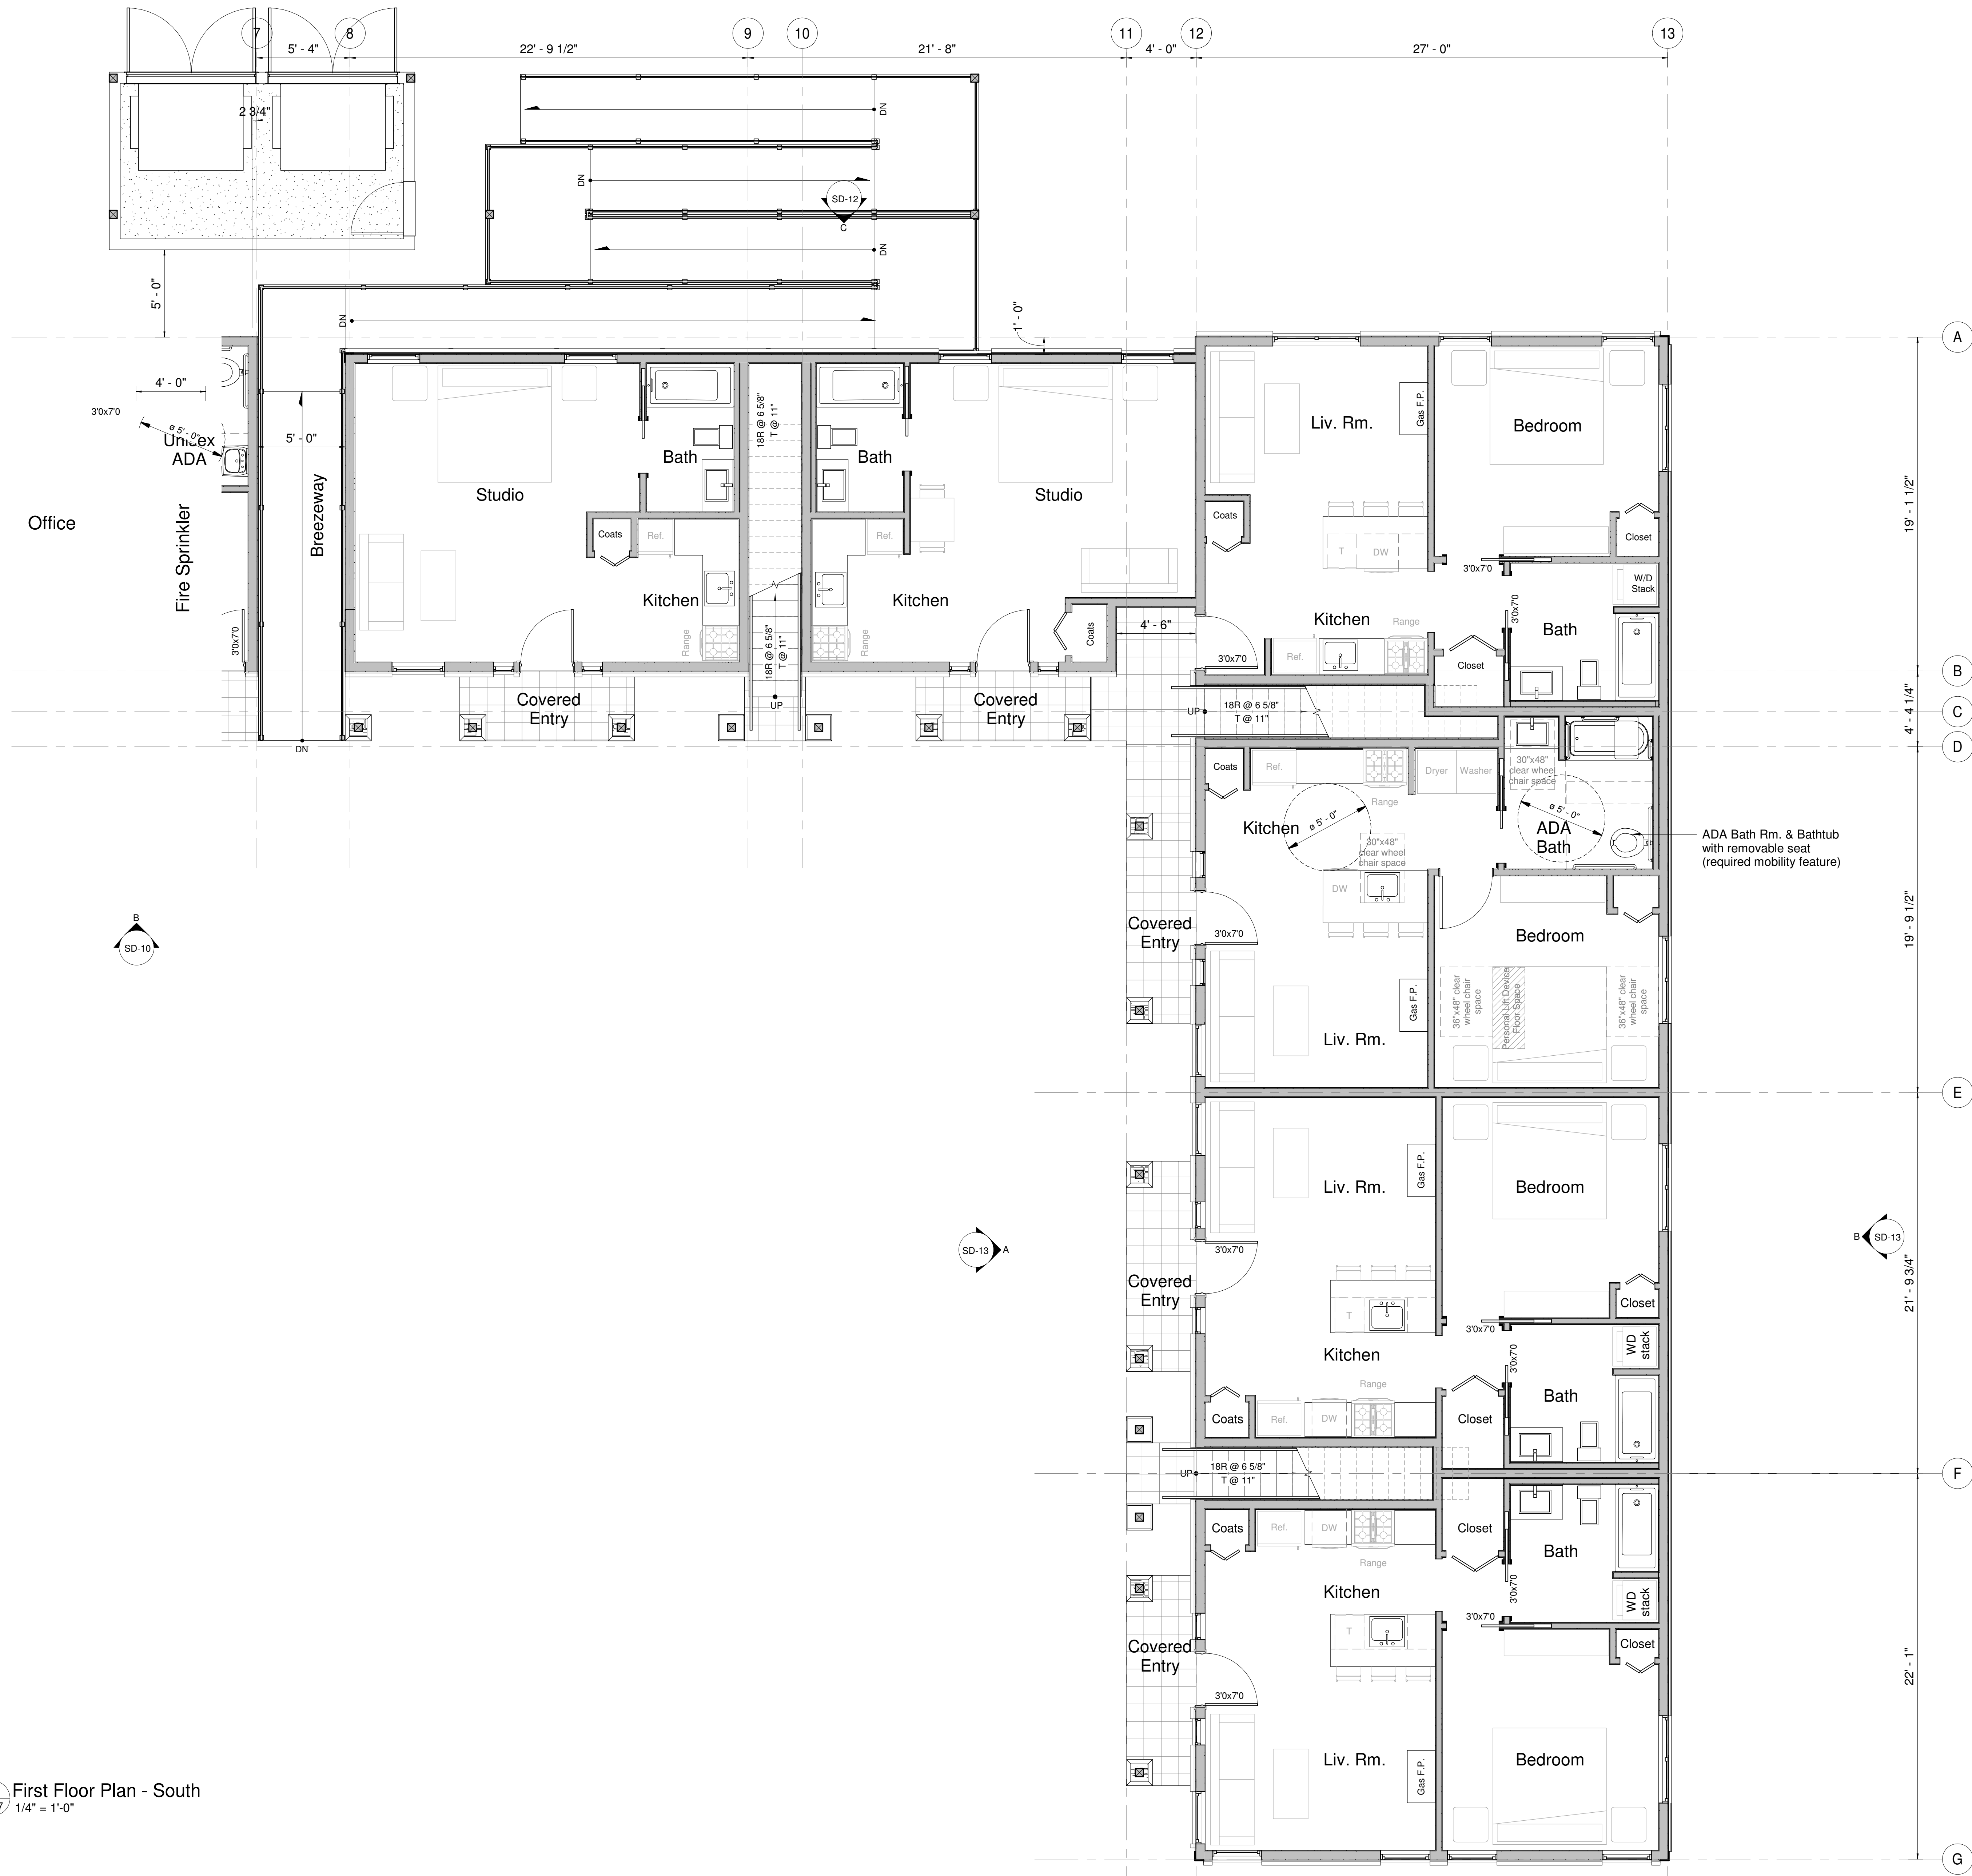 7
8
9
10
11
12
13
5' - 4"
22' - 9 1/2"
21' - 8"
4' - 0"
27' - 0"
2 3/4"
DN
DN
SD-12
C
DN
5' - 0"
DN
1' - 0"
A
4' - 0"
3'0x7'0
ø 5' - 0"
Unisex
ADA
5' - 0"
Office
Fire Sprinkler
Breezeway
3'0x7'0
DN
Studio
Bath
Coats
Ref.
Kitchen
Range
18R @ 6 5/8"
T @ 11"
18R @ 6 5/8"
T @ 11"
UP
Bath
Studio
Ref.
Kitchen
Range
Coats
4' - 6"
Covered
Entry
Covered
Entry
Liv. Rm.
Gas F.P.
Bedroom
Coats
T
DW
Closet
3'0x7'0
W/D
Stack
3'0x7'0
Kitchen
Range
Bath
Ref.
3'0x7'0
Closet
19' - 1 1/2"
B
4' - 4 1/4"
C
D
UP
18R @ 6 5/8"
T @ 11"
Coats
Ref.
Range
Dryer
Washer
30"x48"
clear wheel
chair space
Kitchen
ø 5' - 0"
30"x48"
clear wheel
chair space
ø 5' - 0"
ADA
Bath
ADA Bath Rm. & Bathtub
with removable seat
(required mobility feature)
DW
Covered
Entry
3'0x7'0
Bedroom
19' - 9 1/2"
36"x48" clear
wheel chair
space
Personal Lift Device
Floor Space
36"x48" clear
wheel chair
space
Gas F.P.
Liv. Rm.
B
SD-10
E
Liv. Rm.
Gas F.P.
Bedroom
SD-13
A
B
SD-13
3'0x7'0
Covered
Entry
T
Closet
21' - 9 3/4"
3'0x7'0
WD
stack
3'0x7'0
Kitchen
Range
Bath
Coats
Ref.
DW
Closet
UP
18R @ 6 5/8"
T @ 11"
F
Coats
Ref.
DW
Closet
Range
Bath
Kitchen
3'0x7'0
WD
stack
3'0x7'0
T
Closet
Covered
Entry
3'0x7'0
22' - 1"
Liv. Rm.
Gas F.P.
Bedroom
7
First Floor Plan - South
1/4" = 1'-0"
G